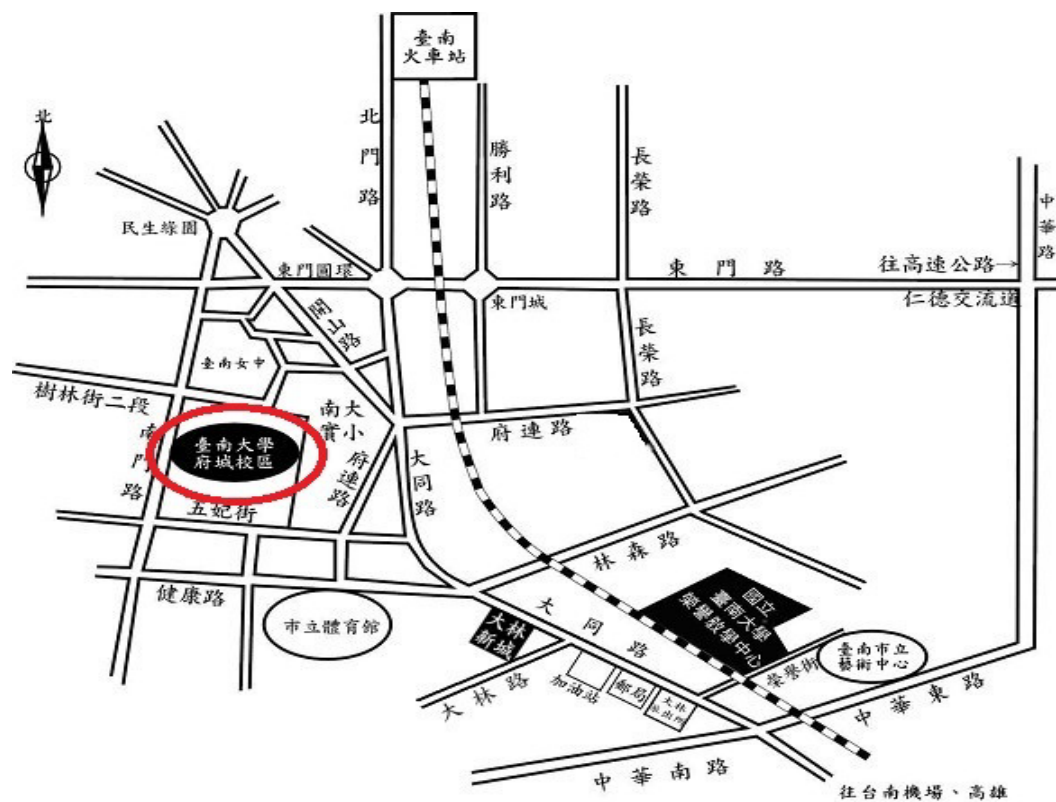 臺南
火車站
北
北門路
勝利路
長榮路
中華路
民生綠園
東門圓環
東門路
往高速公路→
東門城
仁德交流道
開山路
長榮路
臺南女中
樹林街二段
南大
實小
府連路
南門路
臺南大學
府城校區
府連路
大同路
五妃街
林森路
健康路
市立體育館
大林
新城
大同路
國立
臺南大學
榮譽教學中心
榮譽街
臺南市立
藝術中心
大林路
加油站
郵局
大林
派出所
中華東路
中華南路
往台南機場、高雄